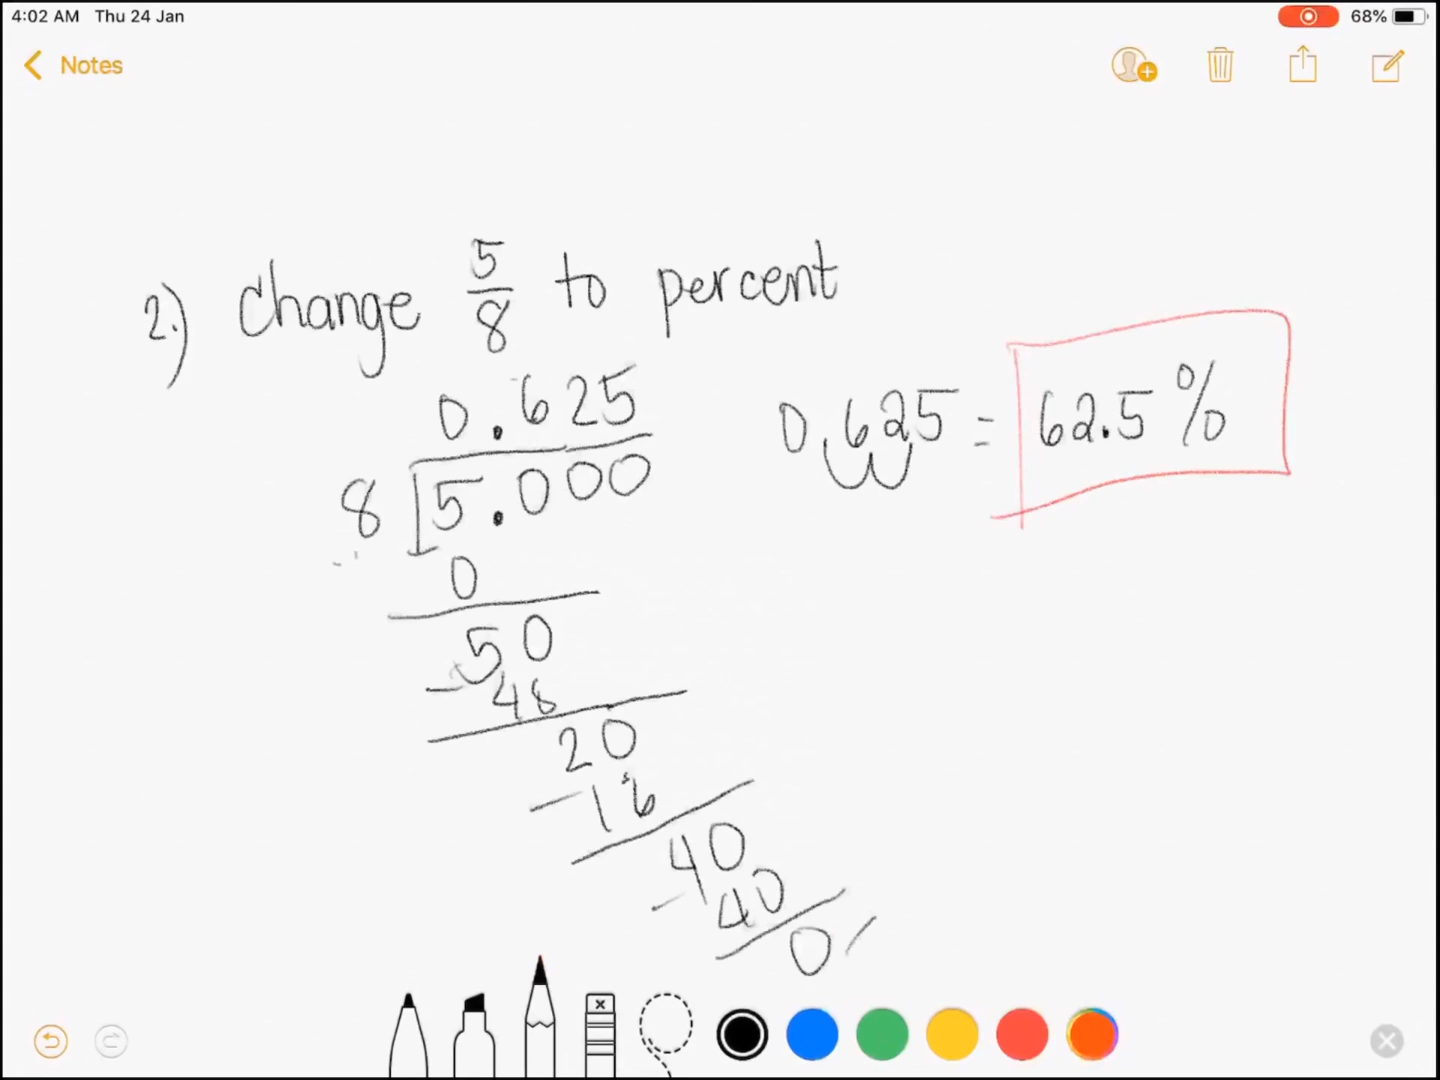 4:02 AM Thu 24 Jan
68%
Notes
2.) Change 5/8 to percent
0.625
8 5.000
0
50
- 48
20
- 16
40
- 40
0
0.625 = 62.5 %